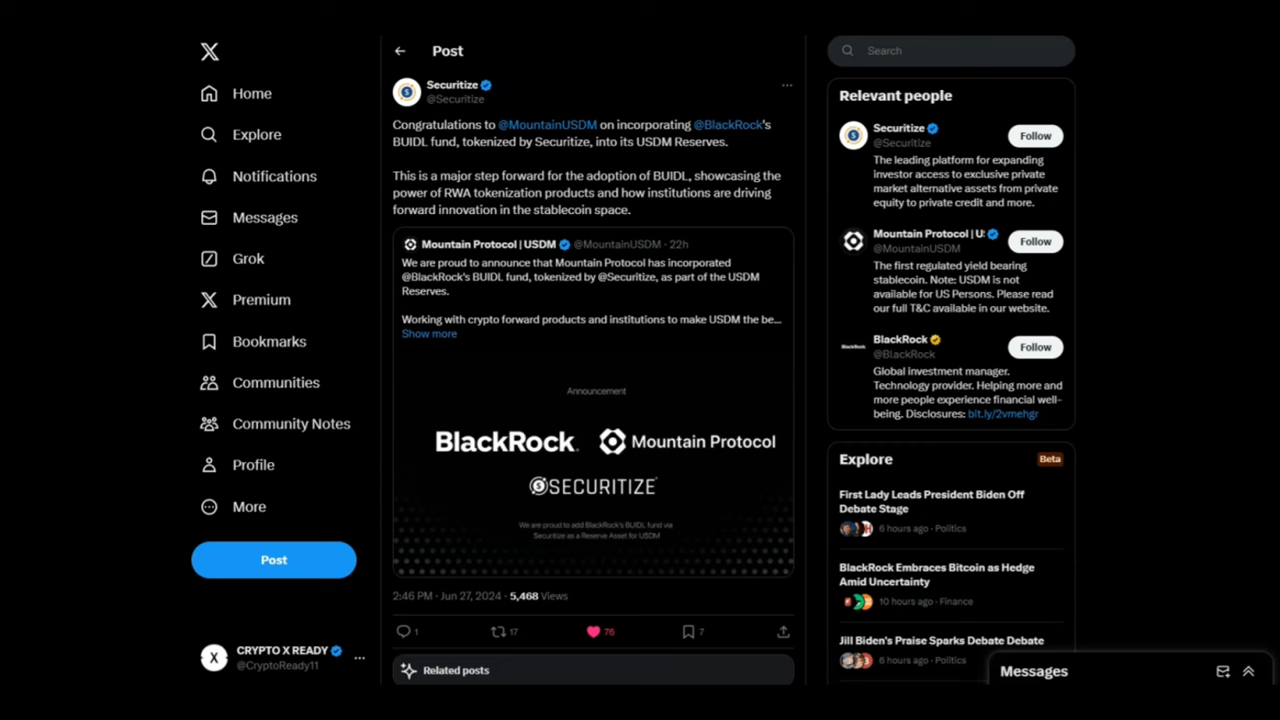 Home
Explore
Notifications
Messages
Grok
Premium
Bookmarks
Communities
Community Notes
Profile
More
Post
CRYPTO X READY
@CryptoReady11
Post
Securitize
@Securitize
Congratulations to @MountainUSDM on incorporating @BlackRock's
BUIDL fund, tokenized by Securitize, into its USDM Reserves.
This is a major step forward for the adoption of BUIDL, showcasing the
power of RWA tokenization products and how institutions are driving
forward innovation in the stablecoin space.
Mountain Protocol | USDM @MountainUSDM · 22h
We are proud to announce that Mountain Protocol has incorporated
@BlackRock's BUIDL fund, tokenized by @Securitize, as part of the USDM
Reserves.
Working with crypto forward products and institutions to make USDM the be...
Show more
Announcement
BlackRock. Mountain Protocol
SECURITIZE
We are proud to add BlackRock's BUIDL fund via
Securitize as a Reserve Asset for USDM
2:46 PM · Jun 27, 2024 · 5,468 Views
1 17 76 7
Related posts
Search
Relevant people
Securitize
@Securitize
Follow
The leading platform for expanding
investor access to exclusive private
market alternative assets from private
equity to private credit and more.
Mountain Protocol | U:
@MountainUSDM
Follow
The first regulated yield bearing
stablecoin. Note: USDM is not
available for US Persons. Please read
our full T&C available in our website.
BlackRock
BlackRock
@BlackRock
Follow
Global investment manager.
Technology provider. Helping more and
more people experience financial well-
being. Disclosures: bit.ly/2vmehgr
Explore Beta
First Lady Leads President Biden Off
Debate Stage
6 hours ago · Politics
BlackRock Embraces Bitcoin as Hedge
Amid Uncertainty
10 hours ago · Finance
Jill Biden's Praise Sparks Debate Debate
6 hours ago · Politics
Messages